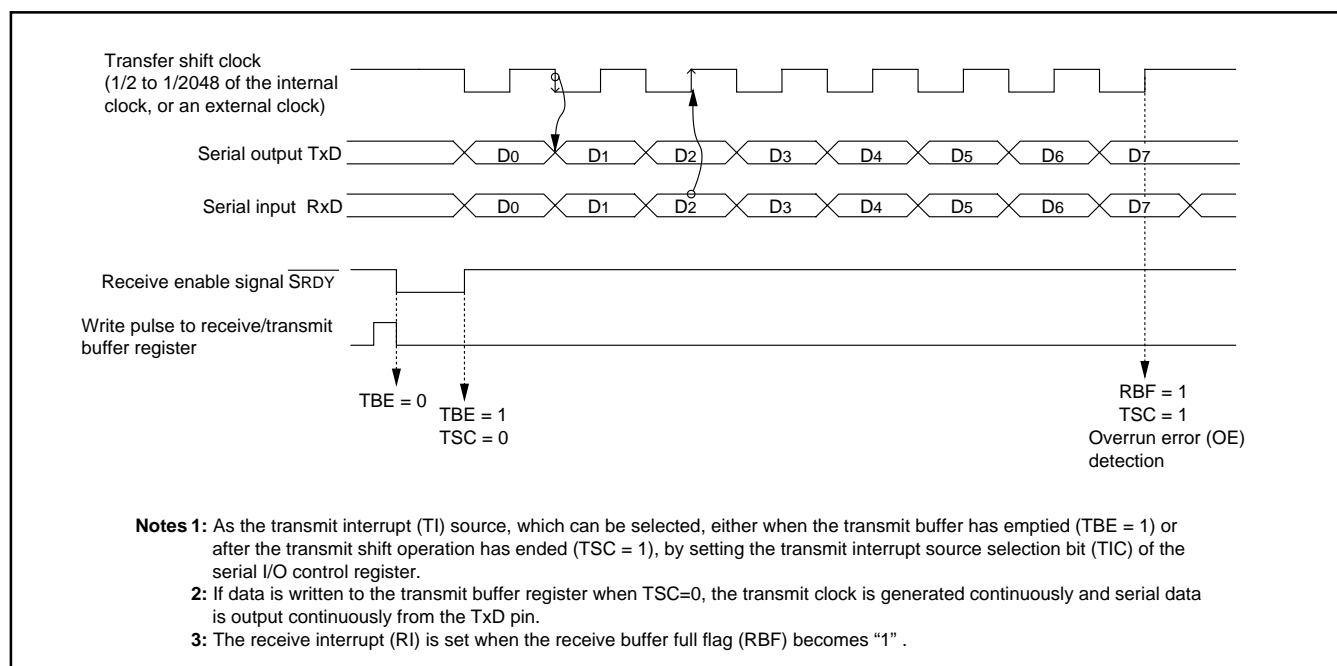 Transfer shift clock
(1/2 to 1/2048 of the internal
clock, or an external clock)
Serial output TxD
D0 D1 D2 D3 D4 D5 D6 D7
Serial input RxD
D0 D1 D2 D3 D4 D5 D6 D7
Receive enable signal SRDY
Write pulse to receive/transmit
buffer register
TBE = 0
TBE = 1
TSC = 0
RBF = 1
TSC = 1
Overrun error (OE)
detection
Notes 1: As the transmit interrupt (TI) source, which can be selected, either when the transmit buffer has emptied (TBE = 1) or
after the transmit shift operation has ended (TSC = 1), by setting the transmit interrupt source selection bit (TIC) of the
serial I/O control register.
2: If data is written to the transmit buffer register when TSC=0, the transmit clock is generated continuously and serial data
is output continuously from the TxD pin.
3: The receive interrupt (RI) is set when the receive buffer full flag (RBF) becomes “1” .